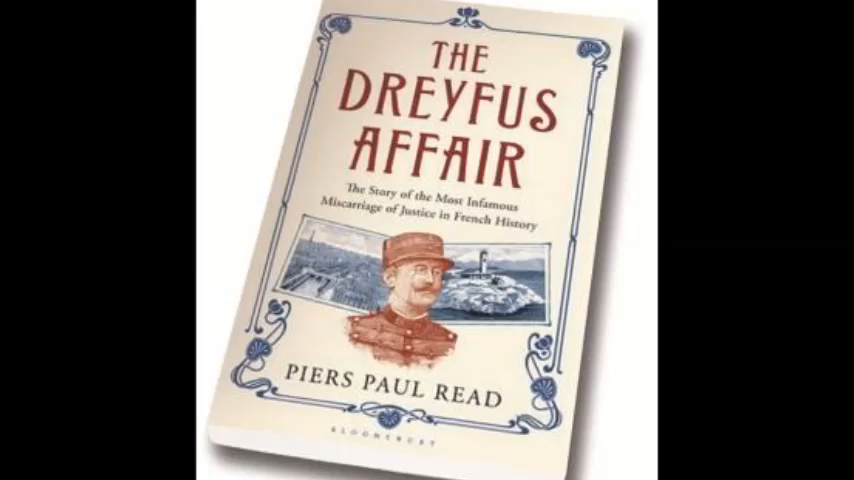 THE
DREYFUS
AFFAIR
The Story of the Most Infamous
Miscarriage of Justice in French History
PIERS PAUL READ
BLOOMSBURY